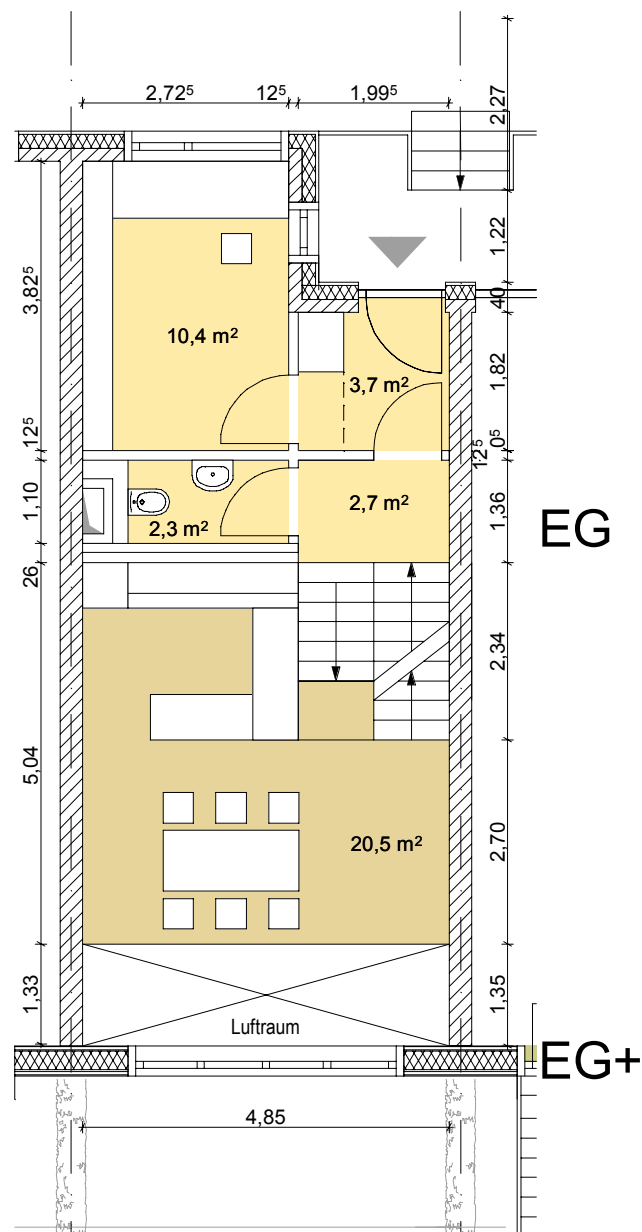 2,72⁵ 12⁵ 1,99⁵
2,27
1,22
3,82⁵
40
10,4 m²
3,7 m²
1,82
12⁵
12⁵
0⁵
1,10
2,3 m²
2,7 m²
1,36
EG
26
2,34
5,04
20,5 m²
2,70
1,33
1,35
Luftraum
EG+
4,85